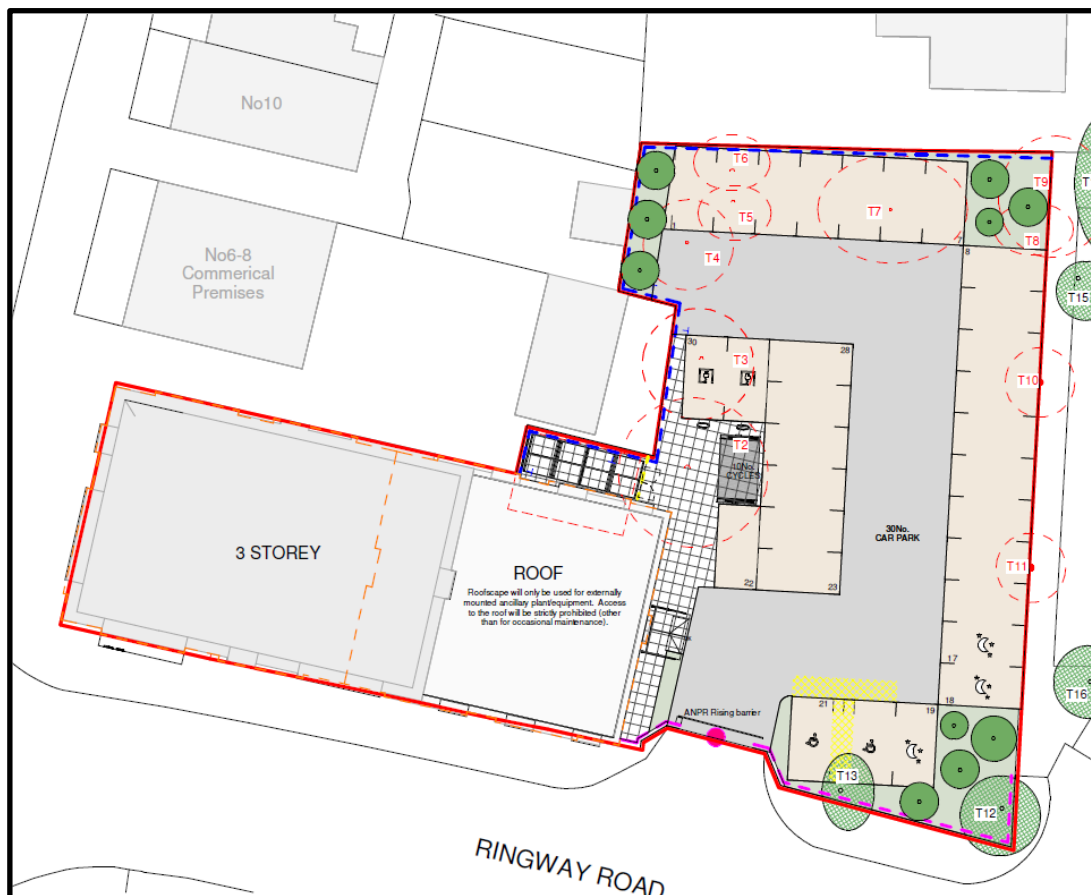 No10
No6-8
Commerical
Premises
T6
T5
T7
T4
T9
T8
T
T15
7
8
30
28
T3
T10
T2
10No.
CYCLES
3 STOREY
ROOF
Roofscape will only be used for externally
mounted ancillary plant/equipment. Access
to the roof will be strictly prohibited (other
than for occasional maintenance).
30No.
CAR PARK
T11
22
23
17
18
T16
ANPR Rising barrier
21
19
T13
T12
RINGWAY ROAD